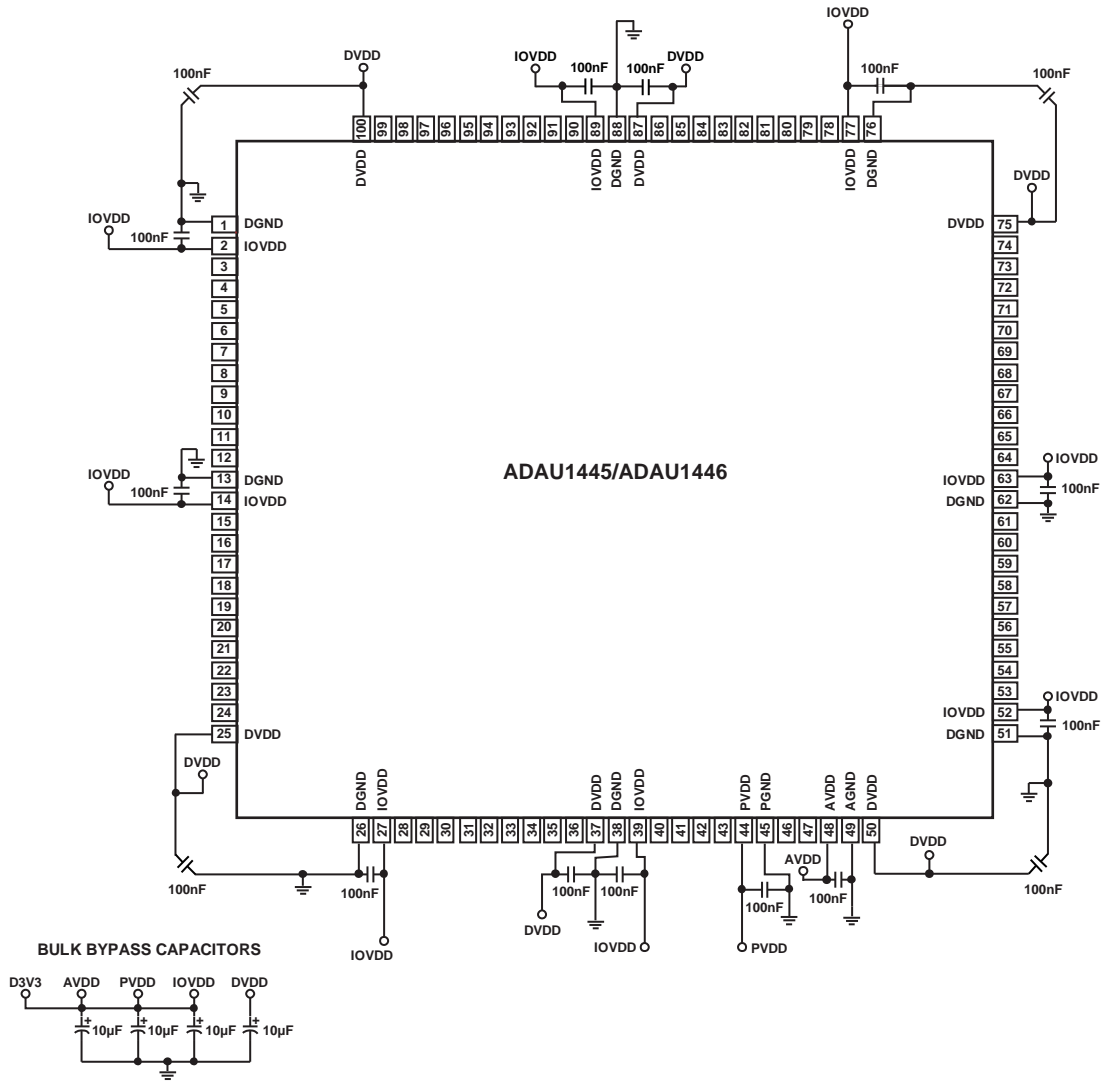 IOVDD
DVDD
IOVDD
100nF
100nF
DVDD
100nF
100nF
100nF
100 99 98 97 96 95 94 93 92 91 90 89 88 87 86 85 84 83 82 81 80 79 78 77 76
DVDD
IOVDD
DGND
DVDD
IOVDD
DGND
DVDD
IOVDD
100nF
1 DGND
2 IOVDD
3
4
5
6
7
8
9
10
11
12
IOVDD
100nF
13 DGND
14 IOVDD
15
16
17
18
19
20
21
22
23
24
25 DVDD
DVDD
100nF
ADAU1445/ADAU1446
DVDD 75
74
73
72
71
70
69
68
67
66
65
64
IOVDD
IOVDD 63
100nF
DGND 62
61
60
59
58
57
56
55
54
53
IOVDD
IOVDD 52
100nF
DGND 51
DGND
IOVDD
DVDD
DGND
IOVDD
PVDD
PGND
AVDD
AGND
DVDD
26 27 28 29 30 31 32 33 34 35 36 37 38 39 40 41 42 43 44 45 46 47 48 49 50
100nF
IOVDD
100nF
100nF
DVDD
IOVDD
100nF
PVDD
AVDD
100nF
DVDD
100nF
BULK BYPASS CAPACITORS
D3V3 AVDD PVDD IOVDD DVDD
+ 10µF + 10µF + 10µF + 10µF